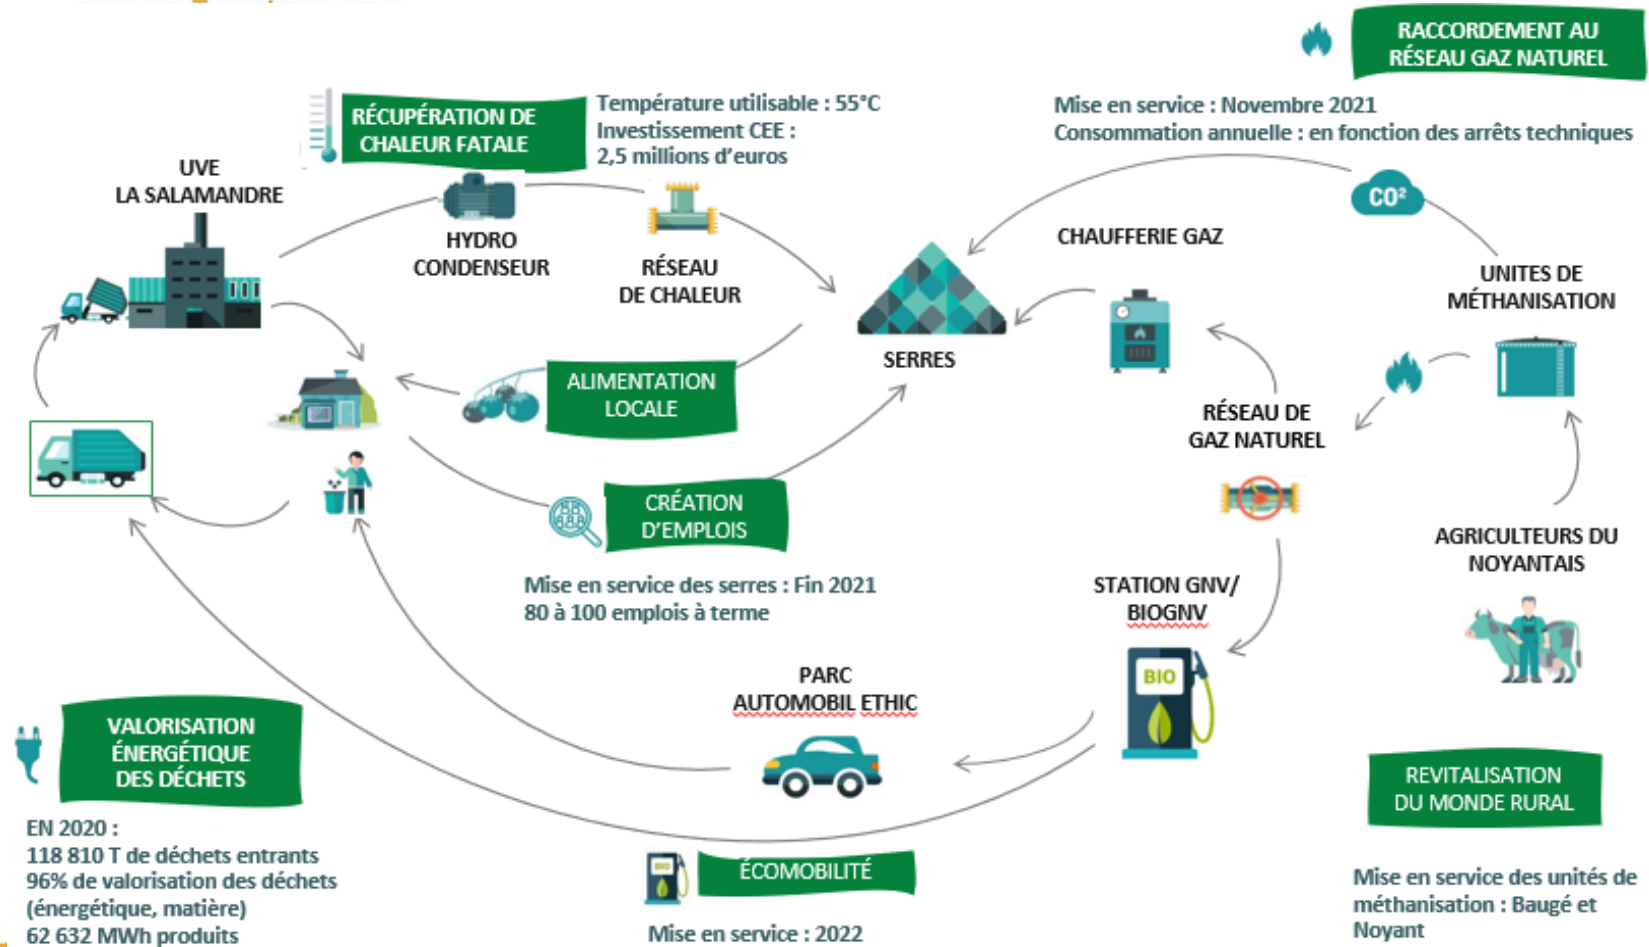 RACCORDEMENT AU
RÉSEAU GAZ NATUREL
Mise en service : Novembre 2021
Consommation annuelle : en fonction des arrêts techniques
RÉCUPÉRATION DE
CHALEUR FATALE
Température utilisable : 55°C
Investissement CEE :
2,5 millions d'euros
UVE
LA SALAMANDRE
HYDRO
CONDENSEUR
RÉSEAU
DE CHALEUR
CO²
CHAUFFERIE GAZ
UNITES DE
MÉTHANISATION
SERRES
ALIMENTATION
LOCALE
RÉSEAU DE
GAZ NATUREL
CRÉATION
D'EMPLOIS
Mise en service des serres : Fin 2021
80 à 100 emplois à terme
AGRICULTEURS DU
NOYANTAIS
STATION GNV/
BIOGNV
BIO
PARC
AUTOMOBIL ETHIC
VALORISATION
ÉNERGÉTIQUE
DES DÉCHETS
EN 2020 :
118 810 T de déchets entrants
96% de valorisation des déchets
(énergétique, matière)
62 632 MWh produits
BIO
ÉCOMOBILITÉ
Mise en service : 2022
REVITALISATION
DU MONDE RURAL
Mise en service des unités de
méthanisation : Baugé et
Noyant